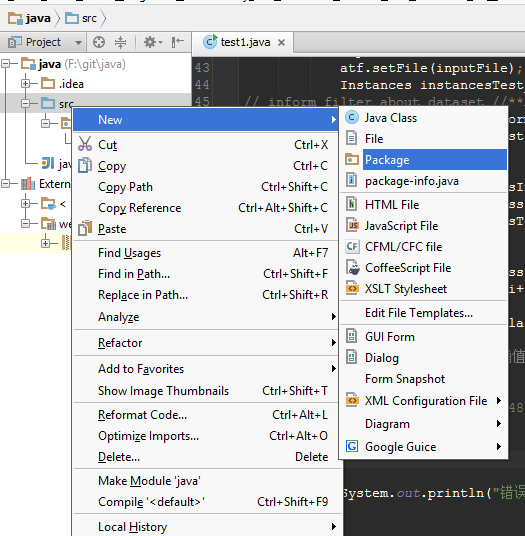 java src
Project
test1.java
java (F:\git\java)
.idea
src
jav
Extern
<
we
43 atf.setFile(inputFile);
44 Instances instancesTest
45 // inform filter about dataset //**
New
Cut Ctrl+X
Copy Ctrl+C
Copy Path Ctrl+Shift+C
Copy Reference Ctrl+Alt+Shift+C
Paste Ctrl+V
Find Usages Alt+F7
Find in Path... Ctrl+Shift+F
Replace in Path... Ctrl+Shift+R
Analyze
Refactor
Add to Favorites
Show Image Thumbnails Ctrl+Shift+T
Reformat Code... Ctrl+Alt+L
Optimize Imports... Ctrl+Alt+O
Delete... Delete
Make Module 'java'
Compile '<default>' Ctrl+Shift+F9
Local History
Java Class
File
Package
package-info.java
HTML File
JavaScript File
CFML/CFC file
CoffeeScript File
XSLT Stylesheet
Edit File Templates...
GUI Form
Dialog
Form Snapshot
XML Configuration File
Diagram
Google Guice
System.out.println("错误